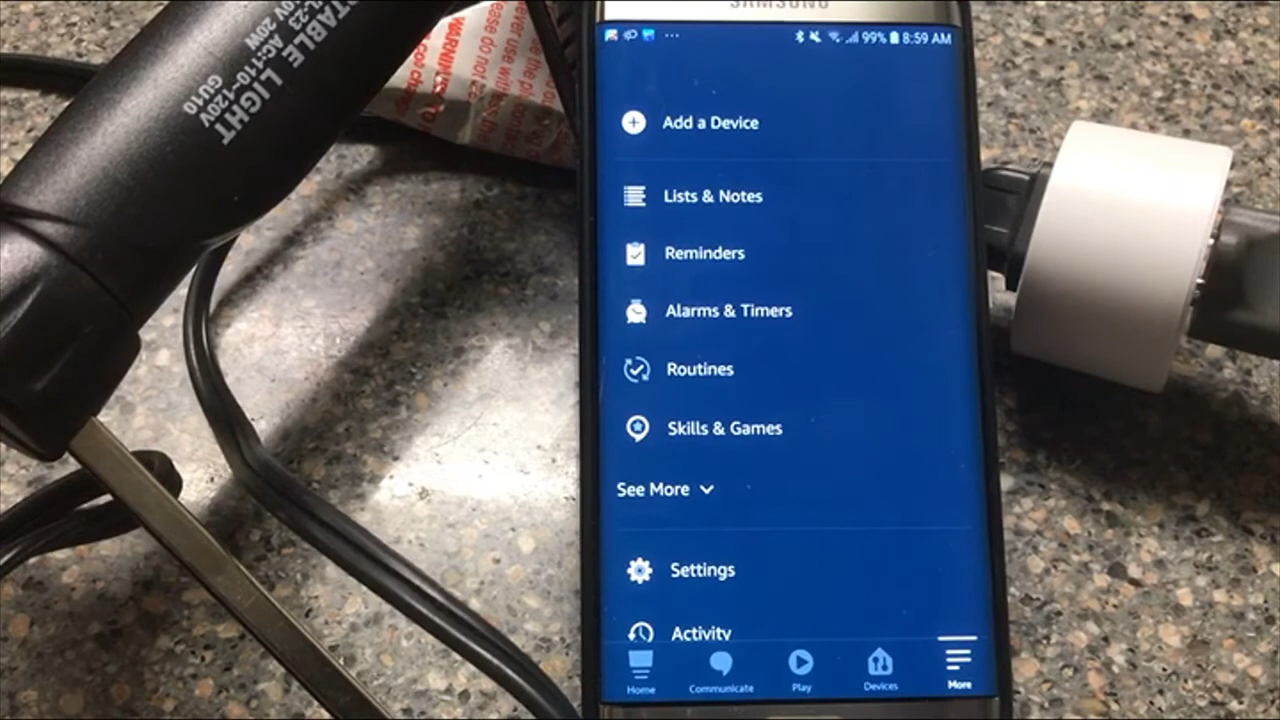 SAMSUNG
99% 8:59 AM
Add a Device
Lists & Notes
Reminders
Alarms & Timers
Routines
Skills & Games
See More
Settings
Activity
Home
Communicate
Play
Devices
More
TABLE LIGHT
AC:110~120V
20W
GU10
WARNING